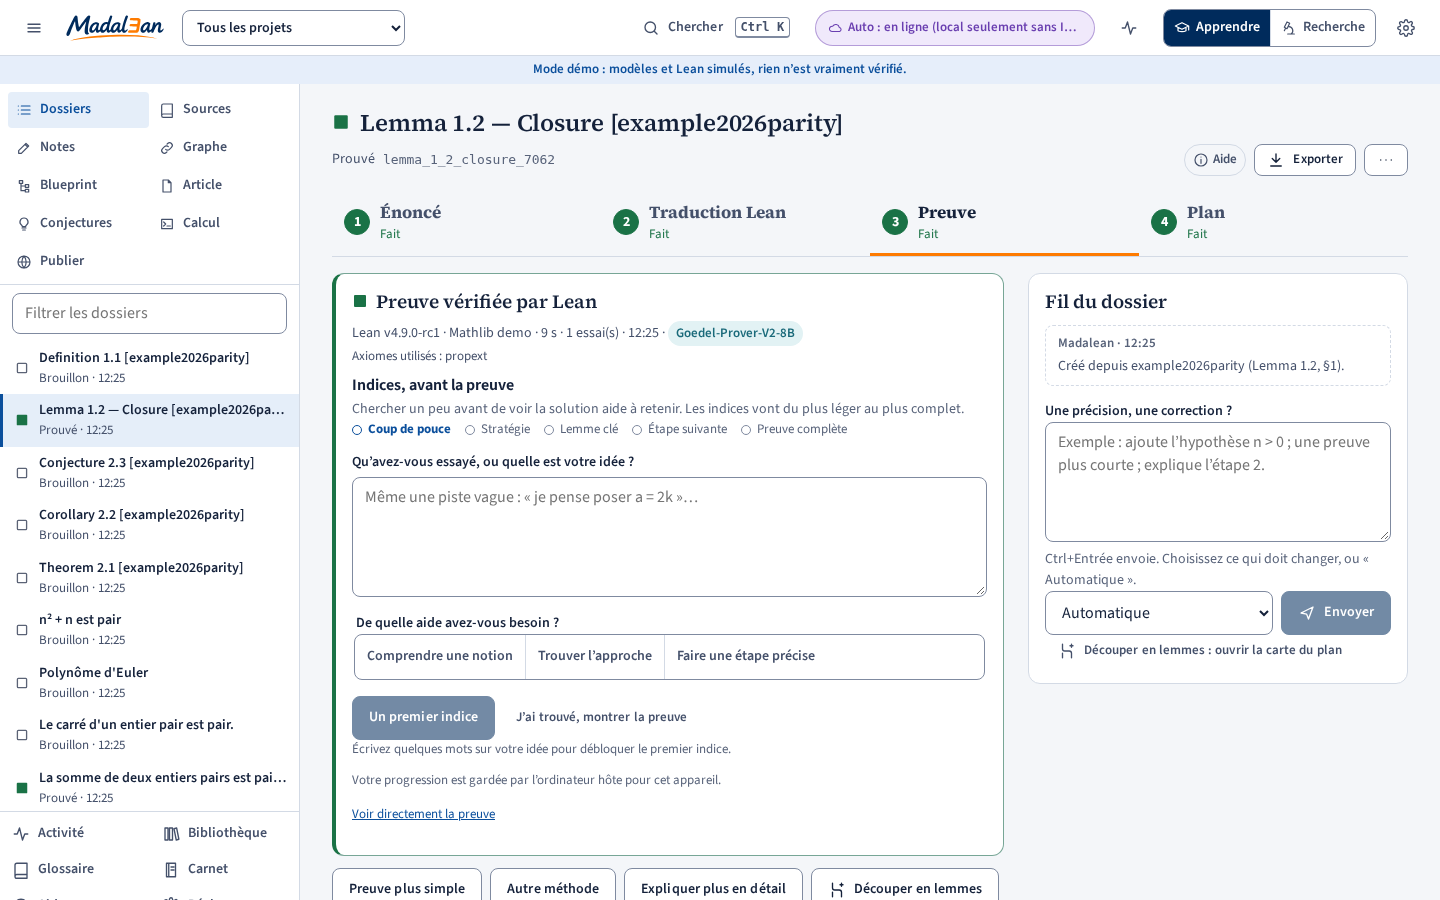 Madal3an
Tous les projets
Chercher Ctrl K
Auto : en ligne (local seulement sans I…
Apprendre
Recherche
Mode démo : modèles et Lean simulés, rien n’est vraiment vérifié.
Dossiers
Sources
Notes
Graphe
Blueprint
Article
Conjectures
Calcul
Publier
Filtrer les dossiers
Definition 1.1 [example2026parity]
Brouillon · 12:25
Lemma 1.2 — Closure [example2026pa…
Prouvé · 12:25
Conjecture 2.3 [example2026parity]
Brouillon · 12:25
Corollary 2.2 [example2026parity]
Brouillon · 12:25
Theorem 2.1 [example2026parity]
Brouillon · 12:25
n² + n est pair
Brouillon · 12:25
Polynôme d'Euler
Brouillon · 12:25
Le carré d'un entier pair est pair.
Brouillon · 12:25
La somme de deux entiers pairs est pai…
Prouvé · 12:25
Activité
Bibliothèque
Glossaire
Carnet
Lemma 1.2 — Closure [example2026parity]
Prouvé lemma_1_2_closure_7062
Aide
Exporter
···
1 Énoncé
Fait
2 Traduction Lean
Fait
3 Preuve
Fait
4 Plan
Fait
Preuve vérifiée par Lean
Lean v4.9.0-rc1 · Mathlib demo · 9 s · 1 essai(s) · 12:25 · Goedel-Prover-V2-8B
Axiomes utilisés : propext
Indices, avant la preuve
Chercher un peu avant de voir la solution aide à retenir. Les indices vont du plus léger au plus complet.
Coup de pouce
Stratégie
Lemme clé
Étape suivante
Preuve complète
Qu’avez-vous essayé, ou quelle est votre idée ?
Même une piste vague : « je pense poser a = 2k »…
De quelle aide avez-vous besoin ?
Comprendre une notion
Trouver l’approche
Faire une étape précise
Un premier indice
J’ai trouvé, montrer la preuve
Écrivez quelques mots sur votre idée pour débloquer le premier indice.
Votre progression est gardée par l’ordinateur hôte pour cet appareil.
Voir directement la preuve
Preuve plus simple
Autre méthode
Expliquer plus en détail
Découper en lemmes
Fil du dossier
Madalean · 12:25
Créé depuis example2026parity (Lemma 1.2, §1).
Une précision, une correction ?
Exemple : ajoute l’hypothèse n > 0 ; une preuve
plus courte ; explique l’étape 2.
Ctrl+Entrée envoie. Choisissez ce qui doit changer, ou «
Automatique ».
Automatique
Envoyer
Découper en lemmes : ouvrir la carte du plan